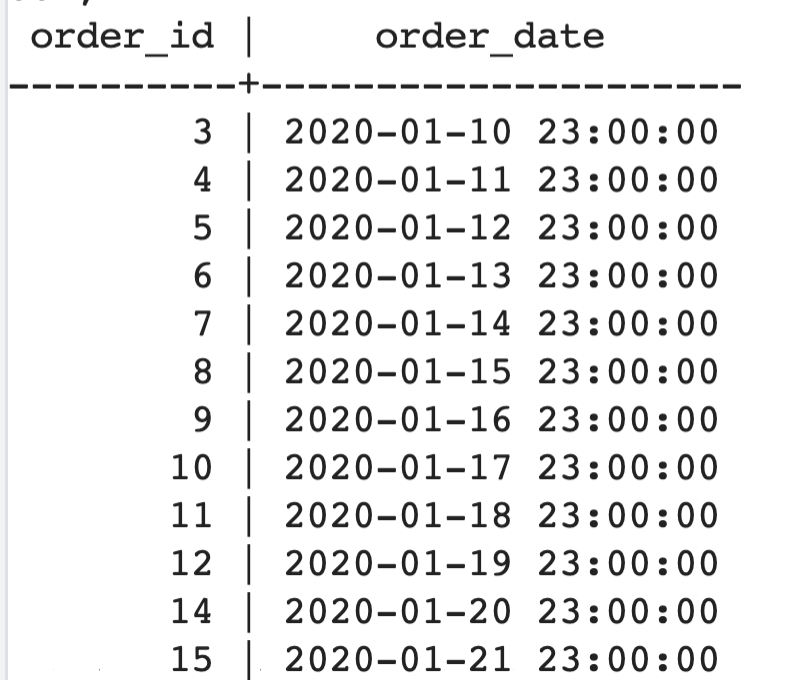 order_id | order_date
----------+---------------------
3 | 2020-01-10 23:00:00
4 | 2020-01-11 23:00:00
5 | 2020-01-12 23:00:00
6 | 2020-01-13 23:00:00
7 | 2020-01-14 23:00:00
8 | 2020-01-15 23:00:00
9 | 2020-01-16 23:00:00
10 | 2020-01-17 23:00:00
11 | 2020-01-18 23:00:00
12 | 2020-01-19 23:00:00
14 | 2020-01-20 23:00:00
15 | 2020-01-21 23:00:00